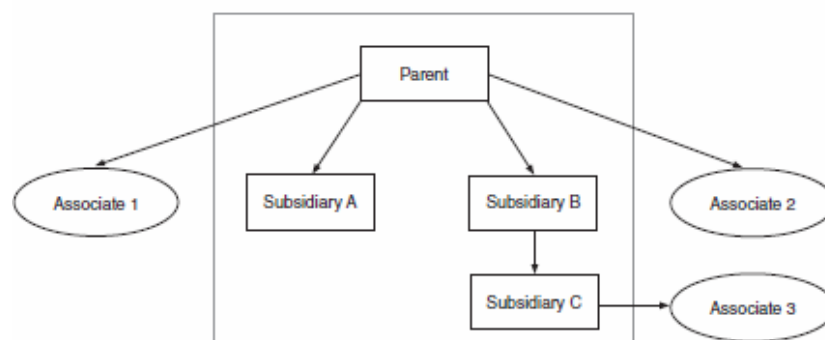 Parent
Associate 1
Subsidiary A
Subsidiary B
Associate 2
Subsidiary C
Associate 3